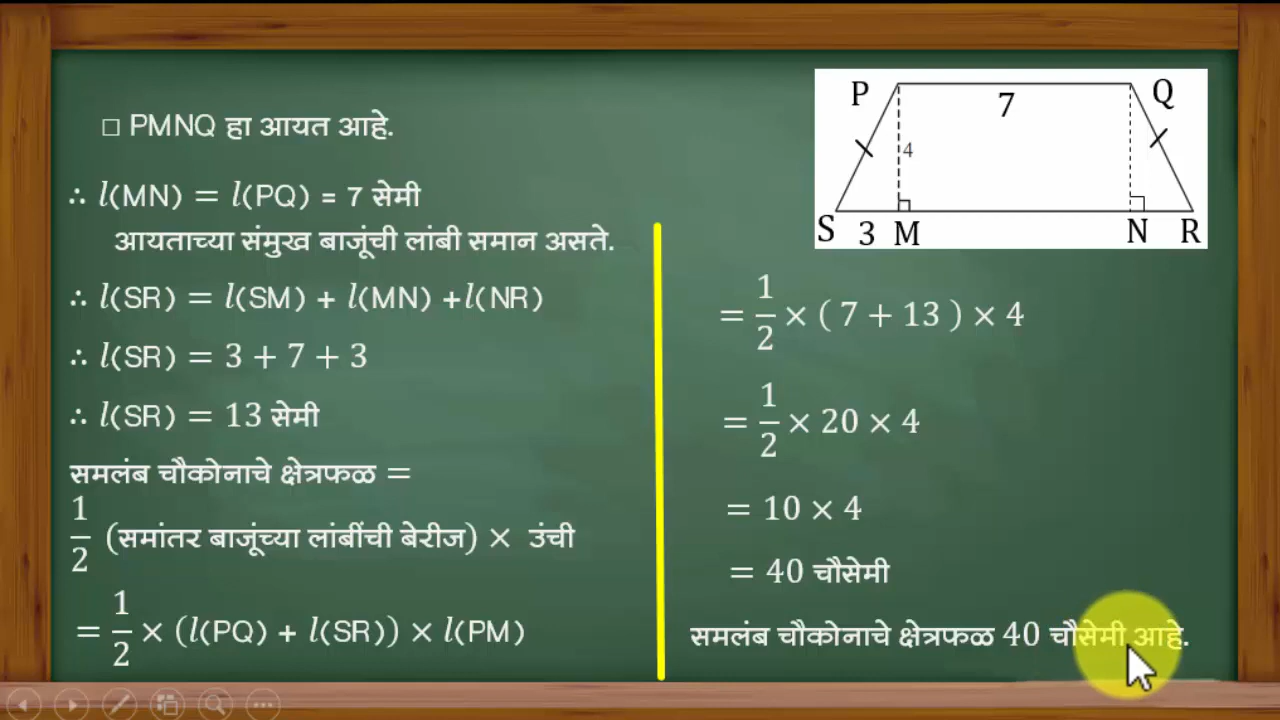 □ PMNQ हा आयत आहे.
∴ l(MN) = l(PQ) = 7 सेमी
आयताच्या संमुख बाजूंची लांबी समान असते.
∴ l(SR) = l(SM) + l(MN) +l(NR)
∴ l(SR) = 3 + 7 + 3
∴ l(SR) = 13 सेमी
समलंब चौकोनाचे क्षेत्रफळ =
1/2 (समांतर बाजूंच्या लांबींची बेरीज) × उंची
= 1/2 × (l(PQ) + l(SR)) × l(PM)
P Q
7
4
S 3 M N R
= 1/2 × ( 7 + 13 ) × 4
= 1/2 × 20 × 4
= 10 × 4
= 40 चौसेमी
समलंब चौकोनाचे क्षेत्रफळ 40 चौसेमी आहे.